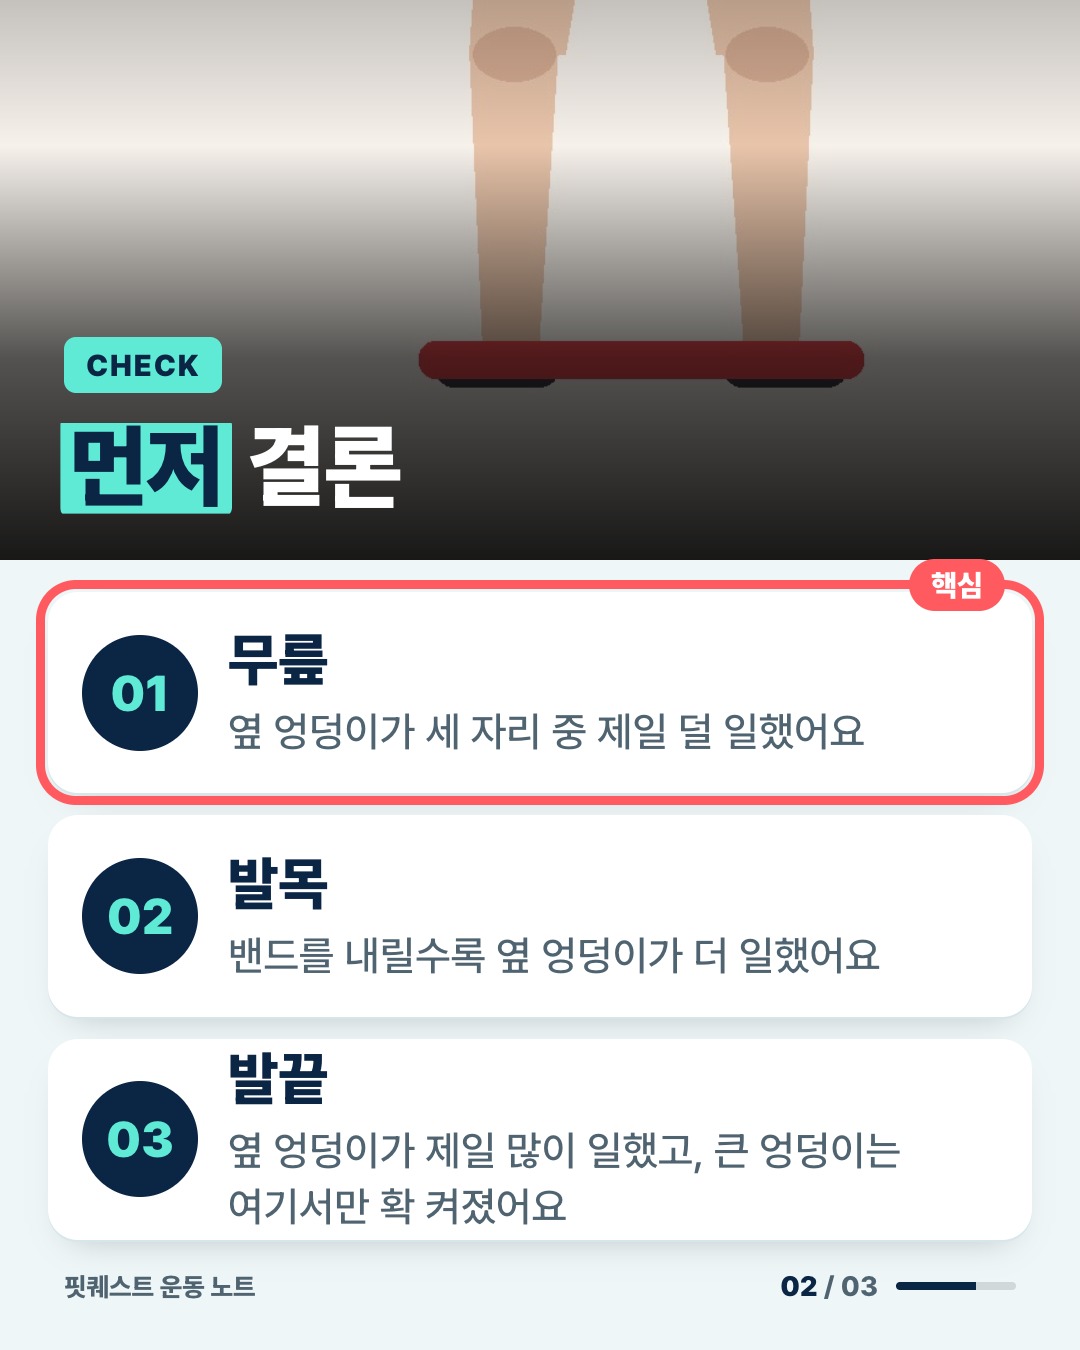 CHECK
먼저 결론
핵심
01
무릎
옆 엉덩이가 세 자리 중 제일 덜 일했어요
02
발목
밴드를 내릴수록 옆 엉덩이가 더 일했어요
03
발끝
옆 엉덩이가 제일 많이 일했고, 큰 엉덩이는
여기서만 확 켜졌어요
핏퀘스트 운동 노트
02 / 03